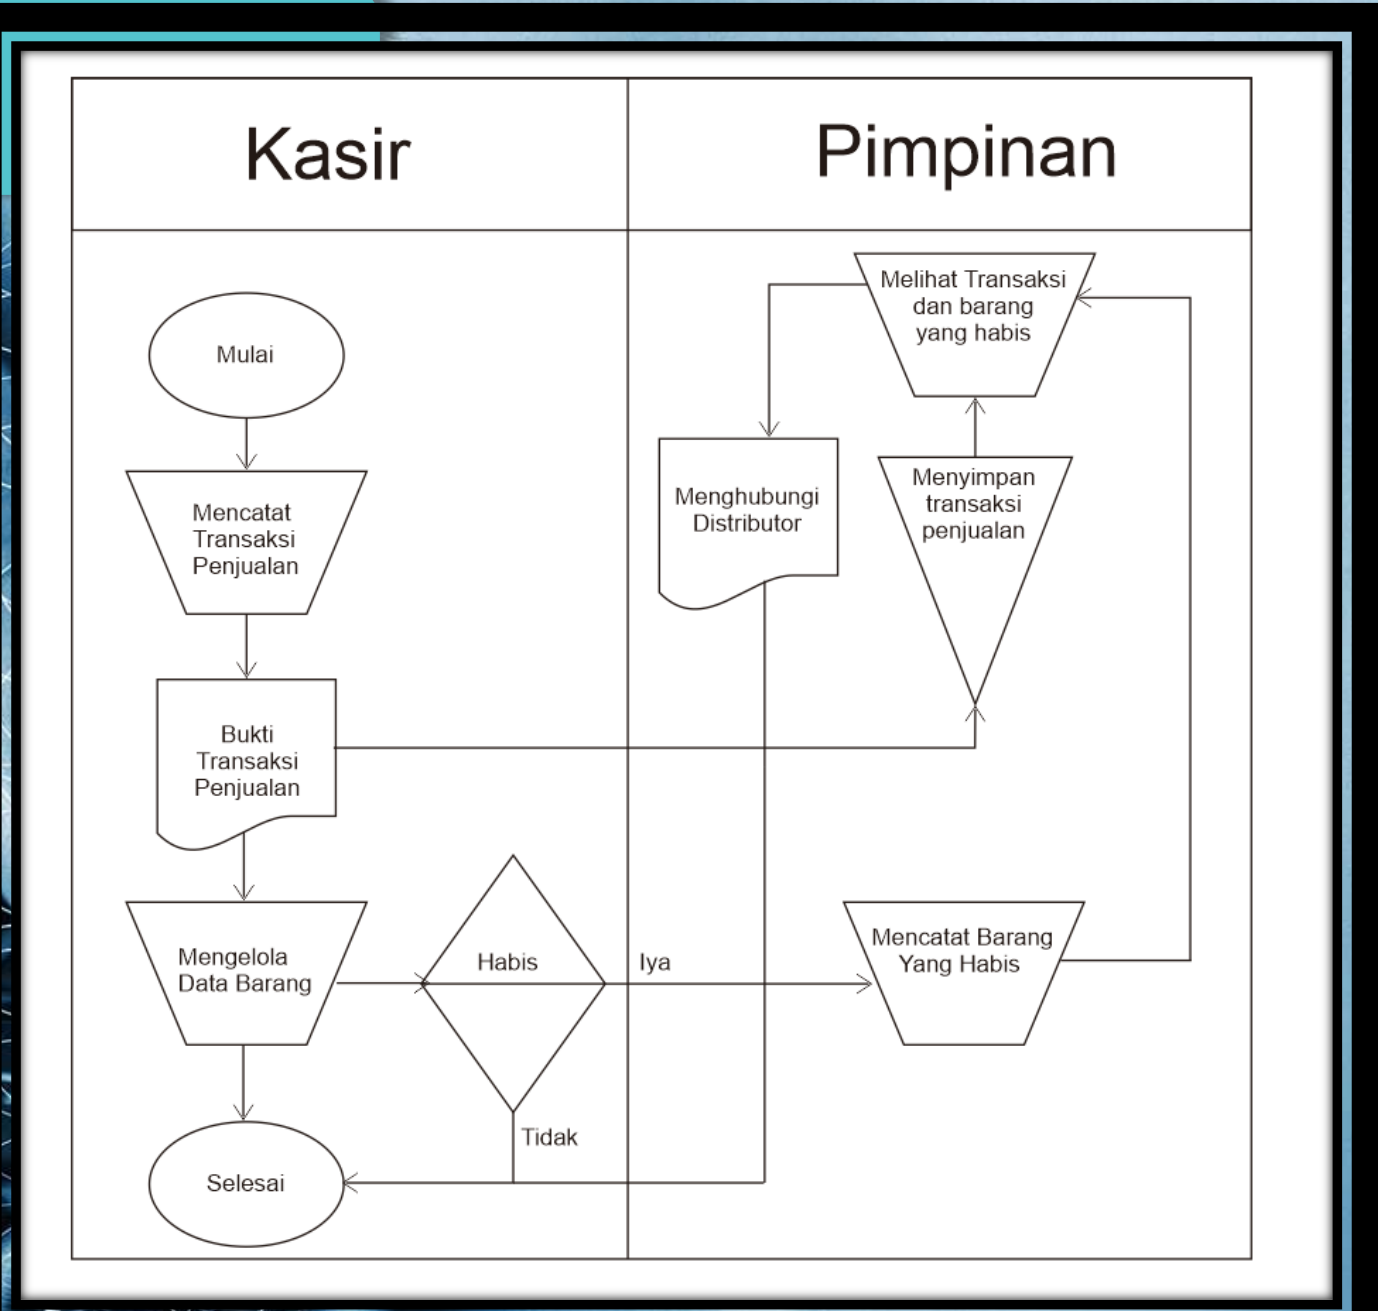 Kasir
Pimpinan
Mulai
Mencatat
Transaksi
Penjualan
Bukti
Transaksi
Penjualan
Mengelola
Data Barang
Habis
Iya
Tidak
Selesai
Melihat Transaksi
dan barang
yang habis
Menghubungi
Distributor
Menyimpan
transaksi
penjualan
Mencatat Barang
Yang Habis